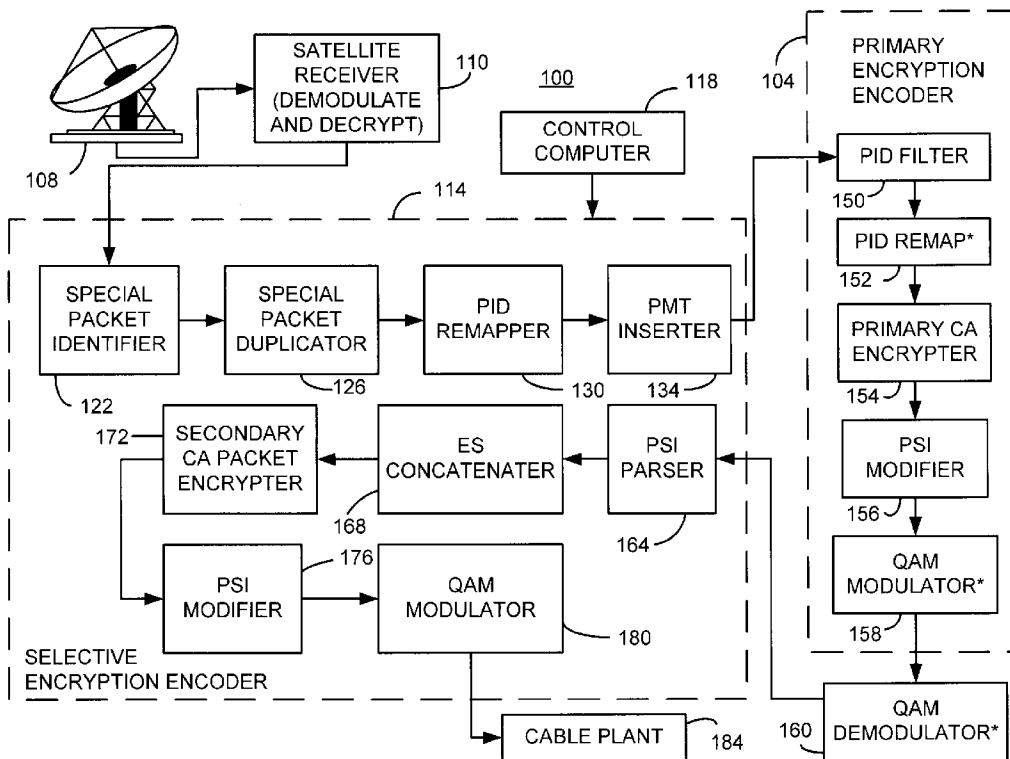 SATELLITE
RECEIVER
(DEMODULATE
AND DECRYPT)
110
108
100
118
CONTROL
COMPUTER
114
104
PRIMARY
ENCRYPTION
ENCODER
PID FILTER
150
PID REMAP*
152
PRIMARY CA
ENCRYPTER
154
PSI
MODIFIER
156
QAM
MODULATOR*
158
QAM
DEMODULATOR*
160
SPECIAL
PACKET
IDENTIFIER
122
SPECIAL
PACKET
DUPLICATOR
126
PID
REMAPPER
130
PMT
INSERTER
134
172
SECONDARY
CA PACKET
ENCRYPTER
ES
CONCATENATER
168
PSI
PARSER
164
PSI
MODIFIER
176
QAM
MODULATOR
180
SELECTIVE
ENCRYPTION ENCODER
CABLE PLANT
184